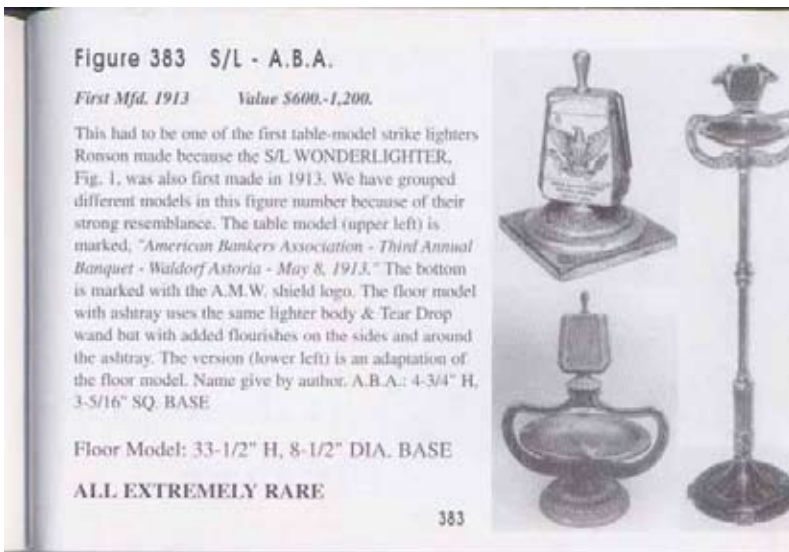 Figure 383 S/L - A.B.A.
First Mfd. 1913 Value $600.-1,200.
This had to be one of the first table-model strike lighters
Ronson made because the S/L WONDERLIGHTER,
Fig. 1, was also first made in 1913. We have grouped
different models in this figure number because of their
strong resemblance. The table model (upper left) is
marked, "American Bankers Association - Third Annual
Banquet - Waldorf Astoria - May 8, 1913." The bottom
is marked with the A.M.W. shield logo. The floor model
with ashtray uses the same lighter body & Tear Drop
wand but with added flourishes on the sides and around
the ashtray. The version (lower left) is an adaptation of
the floor model. Name give by author. A.B.A.: 4-3/4" H,
3-5/16" SQ. BASE
Floor Model: 33-1/2" H, 8-1/2" DIA. BASE
ALL EXTREMELY RARE
383